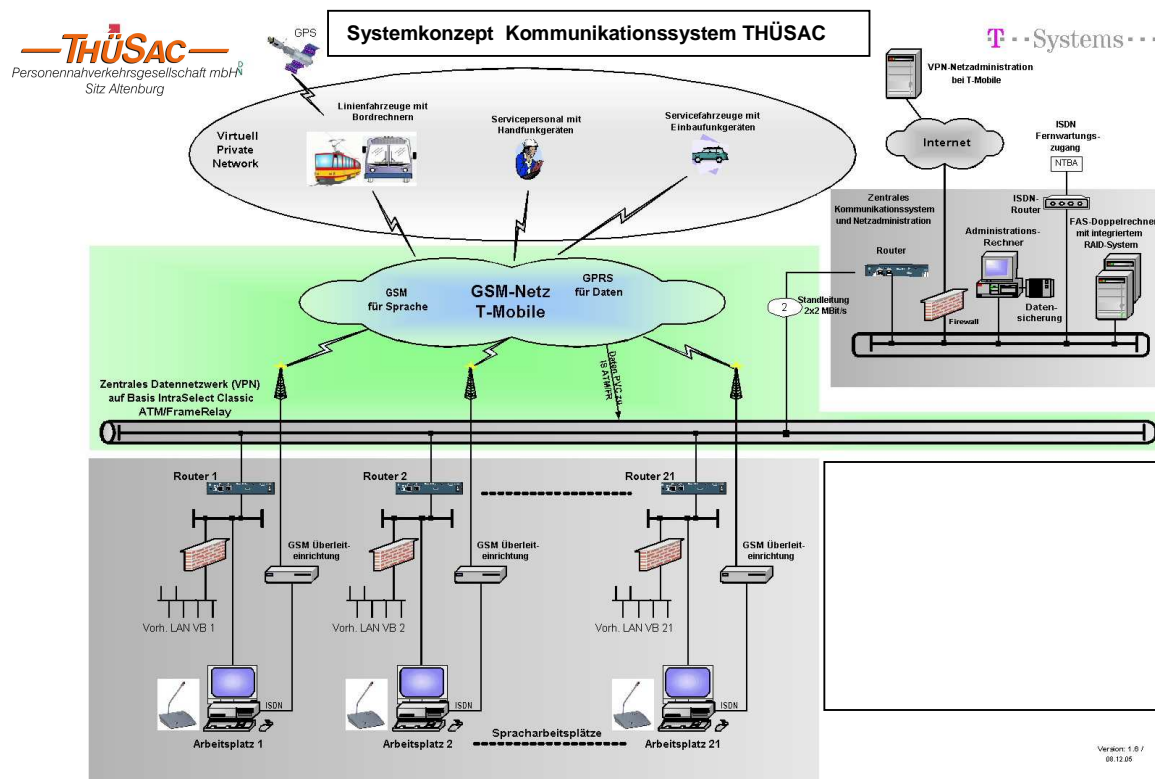 THÜSAC
Personennahverkehrsgesellschaft mbH
Sitz Altenburg
GPS
Systemkonzept Kommunikationssystem THÜSAC
T - - Systems - - -
VPN-Netzadministration
bei T-Mobile
Virtuell
Private
Network
Linienfahrzeuge mit
Bordrechnern
Servicepersonal mit
Handfunkgeräten
Servicefahrzeuge mit
Einbaufunkgeräten
Internet
ISDN
Fernwartungs-
zugang
NTBA
Zentrales
Kommunikationssystem
und Netzadministration
ISDN-
Router
FAS-Doppelrechner
mit integriertem
RAID-System
Administrations-
Rechner
Router
Firewall
Daten-
sicherung
2
Standleitung
2x2 MBit/s
GSM
für Sprache
GSM-Netz
T-Mobile
GPRS
für Daten
Daten PVC zu
IS ATM/FR
Zentrales Datennetzwerk (VPN)
auf Basis IntraSelect Classic
ATM/FrameRelay
Router 1
Router 2
Router 21
GSM Überleit-
einrichtung
GSM Überleit-
einrichtung
GSM Überleit-
einrichtung
Vorh. LAN VB 1
Vorh. LAN VB 2
Vorh. LAN VB 21
ISDN
ISDN
ISDN
Arbeitsplatz 1
Arbeitsplatz 2
Spracharbeitsplätze
Arbeitsplatz 21
Version: 1.6 /
08.12.05